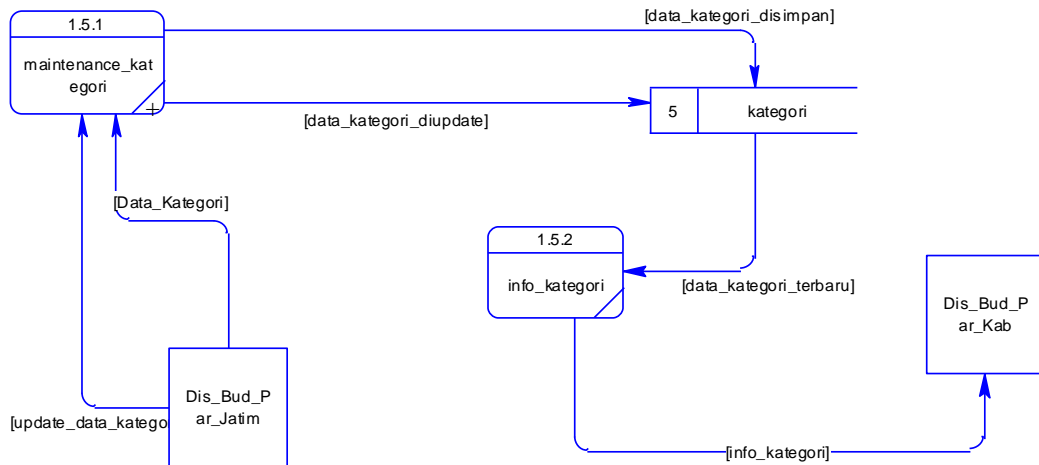 1.5.1
maintenance_kat
egori
[data_kategori_disimpan]
[data_kategori_diupdate]
5
kategori
[Data_Kategori]
1.5.2
info_kategori
[data_kategori_terbaru]
Dis_Bud_P
ar_Kab
Dis_Bud_P
ar_Jatim
[update_data_katego
[info_kategori]